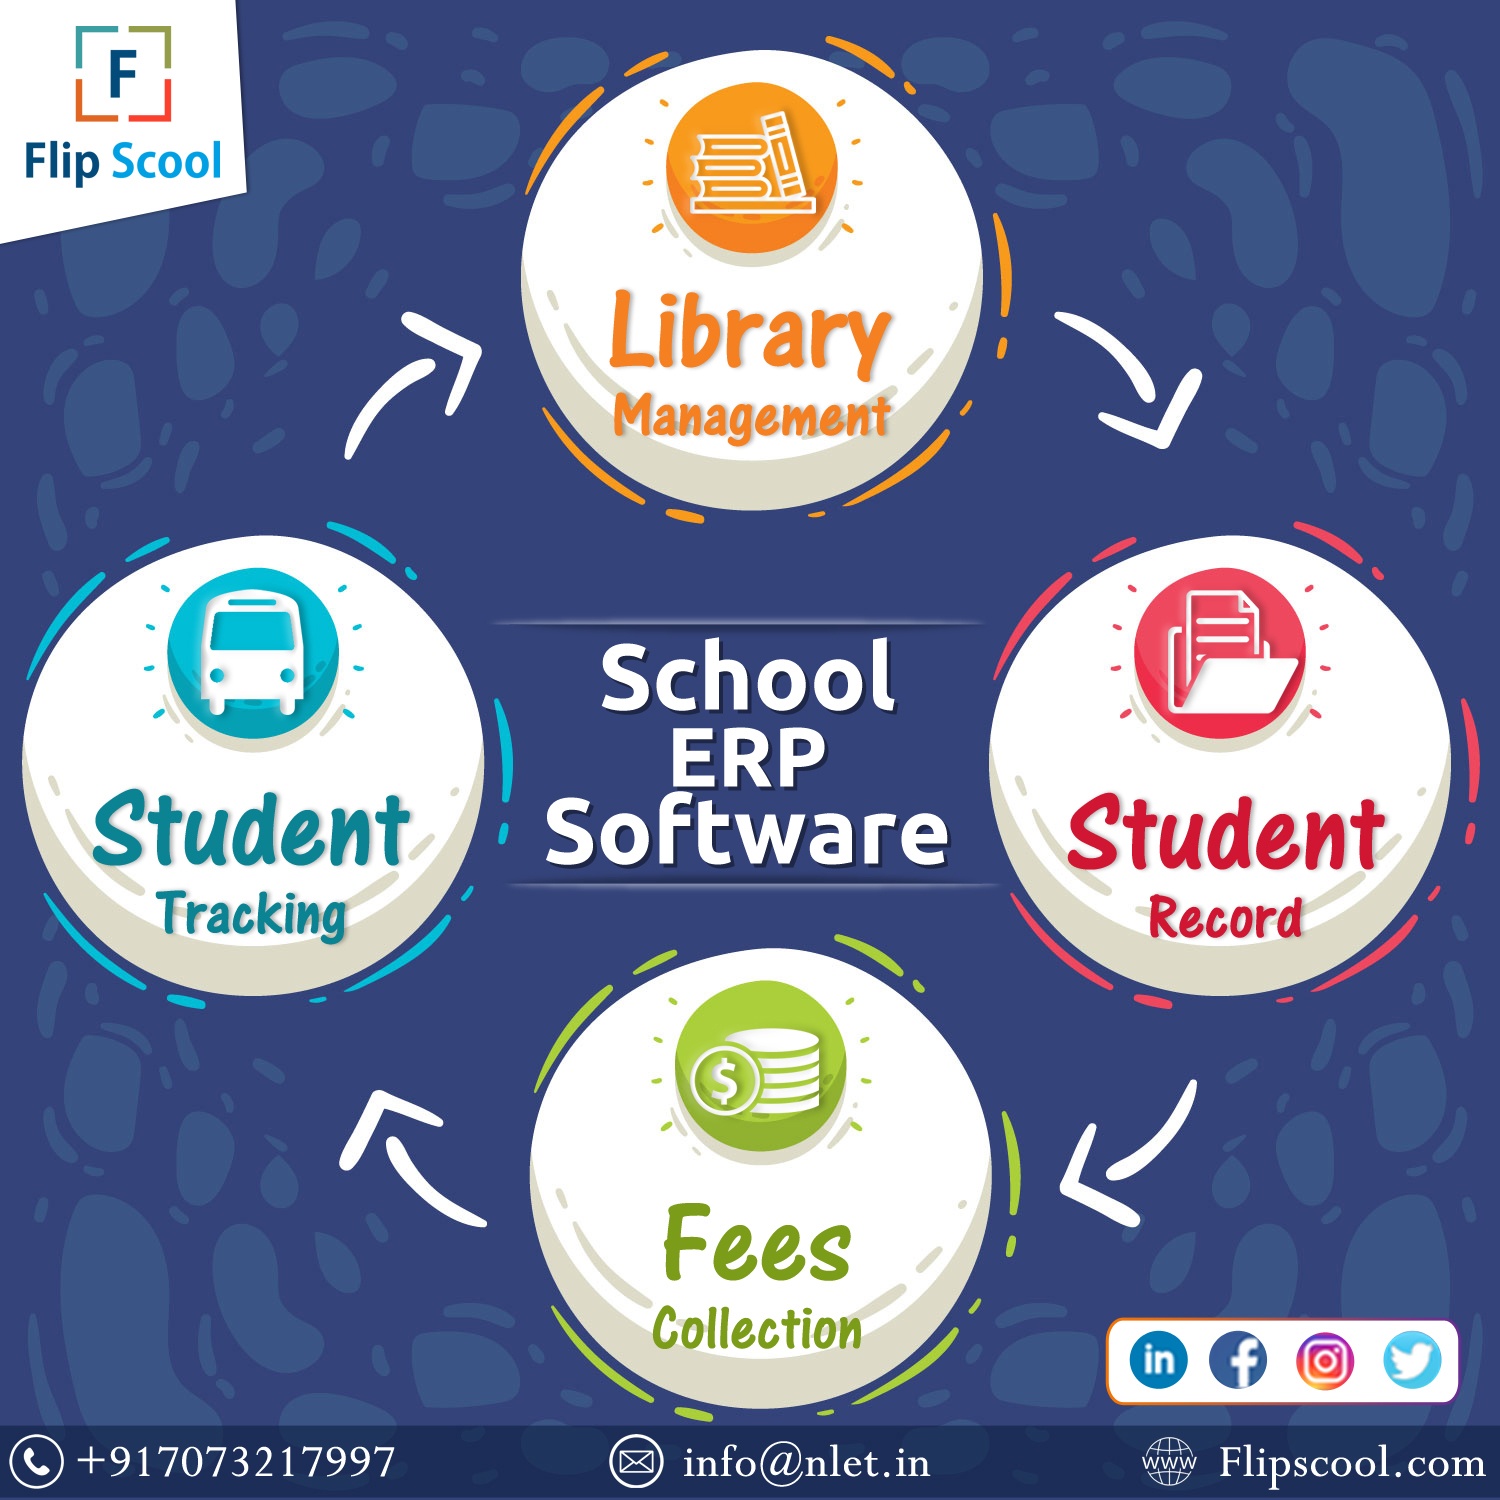 F
Flip Scool
Library
Management
Student
Tracking
School
ERP
Software
Student
Record
$
Fees
Collection
in
f
+917073217997
info@nlet.in
www
Flipscool.com